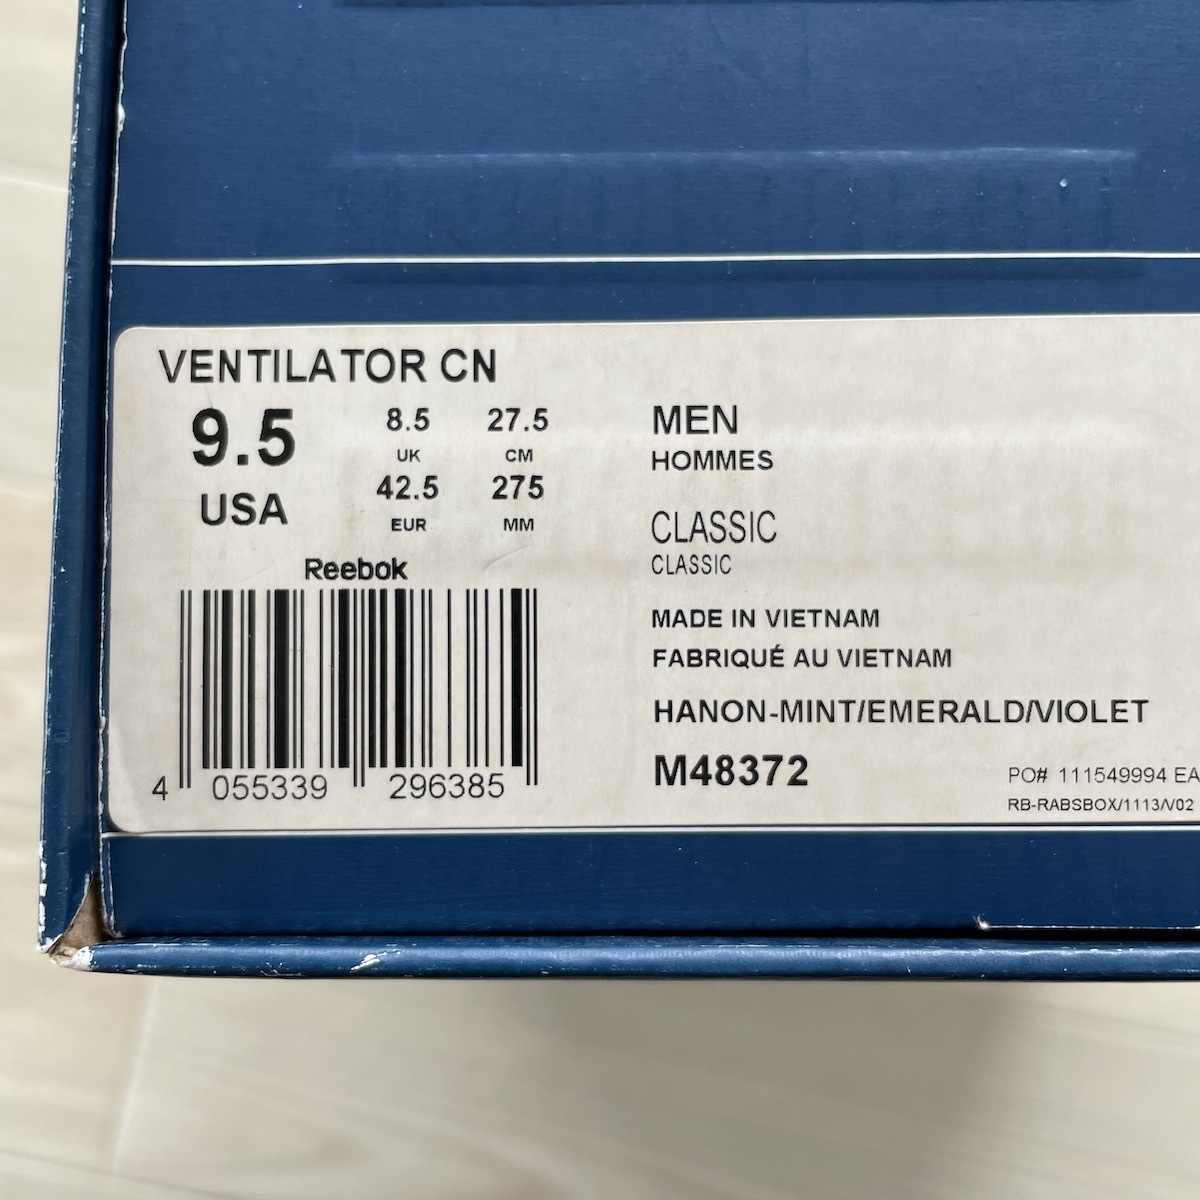 VENTILATOR CN
9.5
USA
8.5 27.5
UK CM
42.5 275
EUR MM
Reebok
4 055339 296385
MEN
HOMMES
CLASSIC
CLASSIC
MADE IN VIETNAM
FABRIQUÉ AU VIETNAM
HANON-MINT/EMERALD/VIOLET
M48372
PO# 111549994 EA
RB-RABSBOX/1113/V02